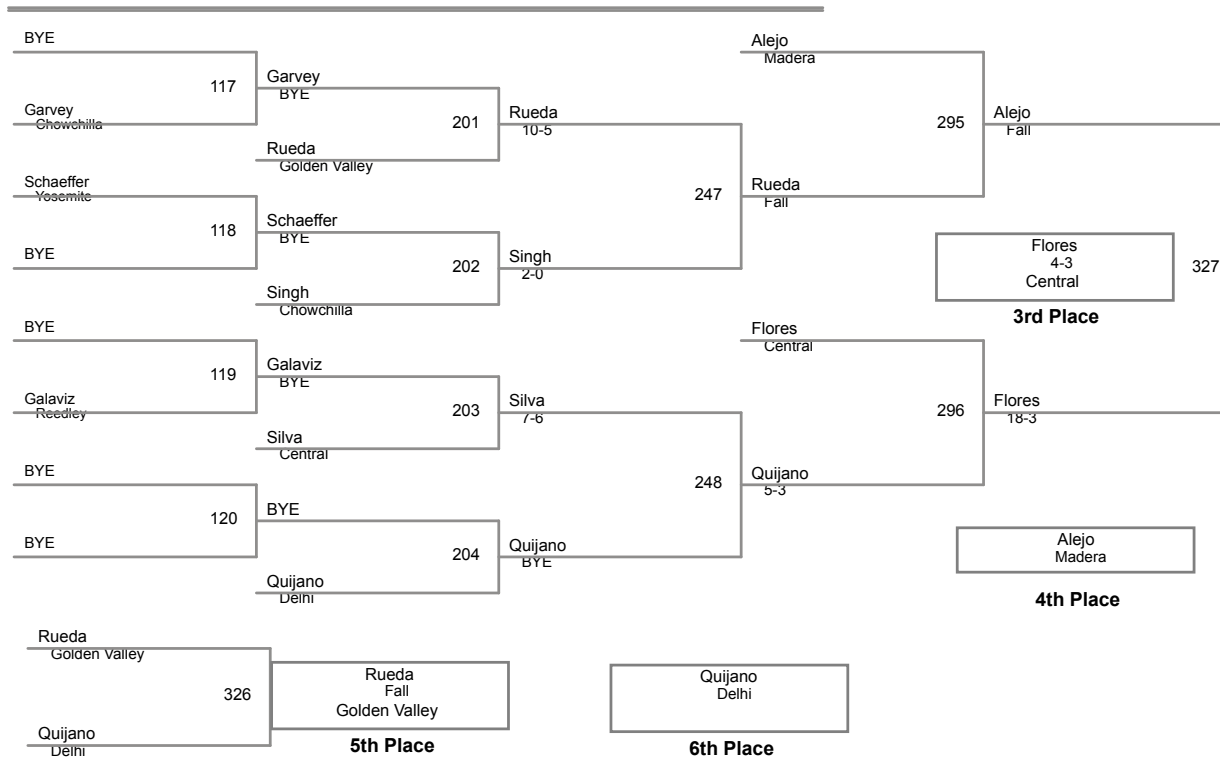 BYE
117
Garvey
Chowchilla
Garvey
BYE
201
Rueda
Golden Valley
Rueda
10-5
Schaeffer
Yosemite
118
BYE
Schaeffer
BYE
202
Singh
Chowchilla
Singh
2-0
247
Rueda
Fall
Alejo
Madera
295
Alejo
Fall
Flores
4-3
Central
327
3rd Place
BYE
119
Galaviz
Reedley
Galaviz
BYE
203
Silva
Central
Silva
7-6
BYE
120
BYE
BYE
204
Quijano
Delhi
Quijano
BYE
248
Quijano
5-3
Flores
Central
296
Flores
18-3
Alejo
Madera
4th Place
Rueda
Golden Valley
326
Quijano
Delhi
Rueda
Fall
Golden Valley
5th Place
Quijano
Delhi
6th Place